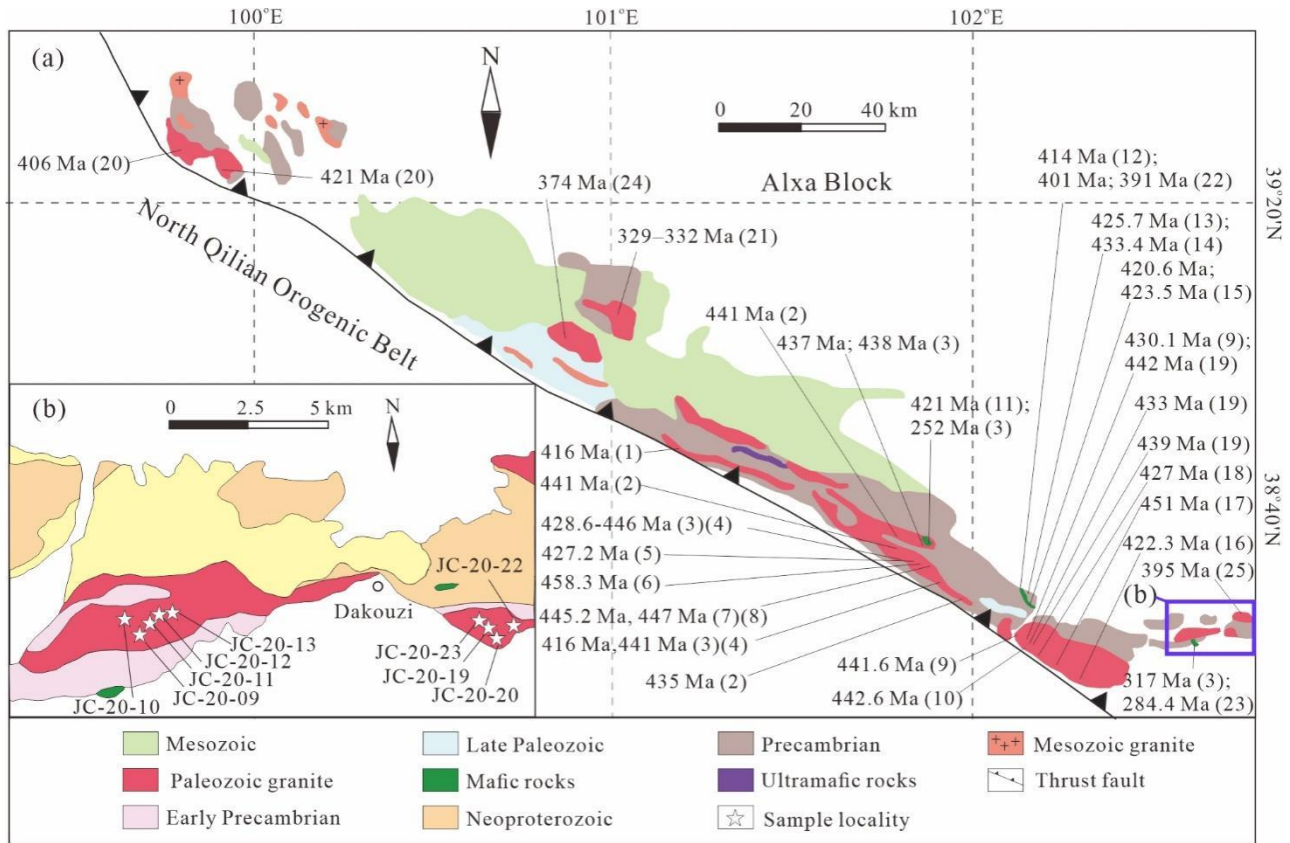 100°E
101°E
102°E
(a)
N
0 20 40 km
406 Ma (20)
421 Ma (20)
374 Ma (24)
329–332 Ma (21)
Alxa Block
North Qilian Orogenic Belt
414 Ma (12);
401 Ma; 391 Ma (22)
39°20'N
425.7 Ma (13);
433.4 Ma (14)
420.6 Ma;
423.5 Ma (15)
430.1 Ma (9);
442 Ma (19)
433 Ma (19)
439 Ma (19)
427 Ma (18)
451 Ma (17)
422.3 Ma (16)
395 Ma (25)
38°40'N
441 Ma (2)
437 Ma; 438 Ma (3)
421 Ma (11);
252 Ma (3)
416 Ma (1)
441 Ma (2)
428.6-446 Ma (3)(4)
427.2 Ma (5)
458.3 Ma (6)
445.2 Ma, 447 Ma (7)(8)
416 Ma,441 Ma (3)(4)
435 Ma (2)
441.6 Ma (9)
442.6 Ma (10)
(b)
317 Ma (3);
284.4 Ma (23)
(b)
0 2.5 5 km
N
Dakouzi
JC-20-22
JC-20-13
JC-20-12
JC-20-11
JC-20-09
JC-20-10
JC-20-23
JC-20-19
JC-20-20
Mesozoic
Late Paleozoic
Precambrian
Mesozoic granite
Paleozoic granite
Mafic rocks
Ultramafic rocks
Thrust fault
Early Precambrian
Neoproterozoic
Sample locality